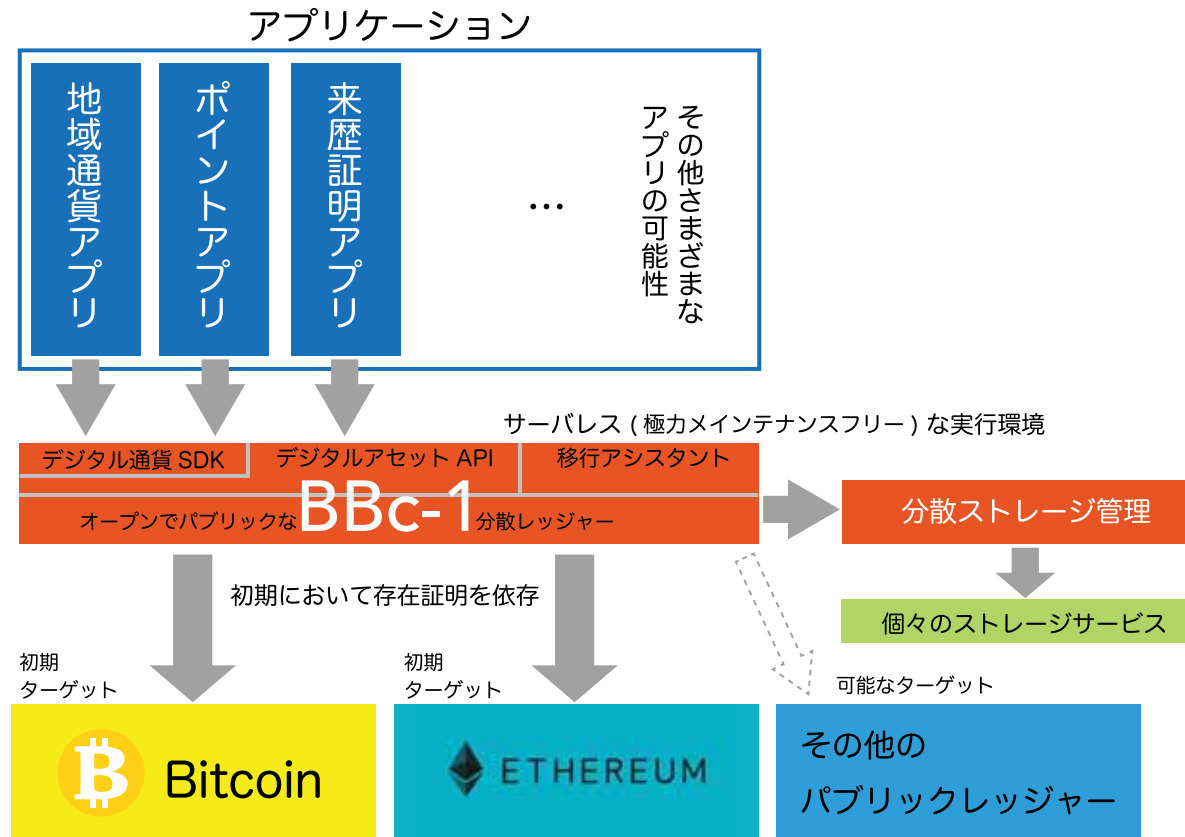 アプリケーション
地域通貨アプリ
ポイントアプリ
来歴証明アプリ
…
その他さまざまな
アプリの可能性
サーバレス (極力メインテナンスフリー) な実行環境
デジタル通貨 SDK
デジタルアセット API
移行アシスタント
オープンでパブリックなBBc-1分散レッジャー
分散ストレージ管理
個々のストレージサービス
初期において存在証明を依存
初期
ターゲット
初期
ターゲット
可能なターゲット
Bitcoin
ETHEREUM
その他の
パブリックレッジャー